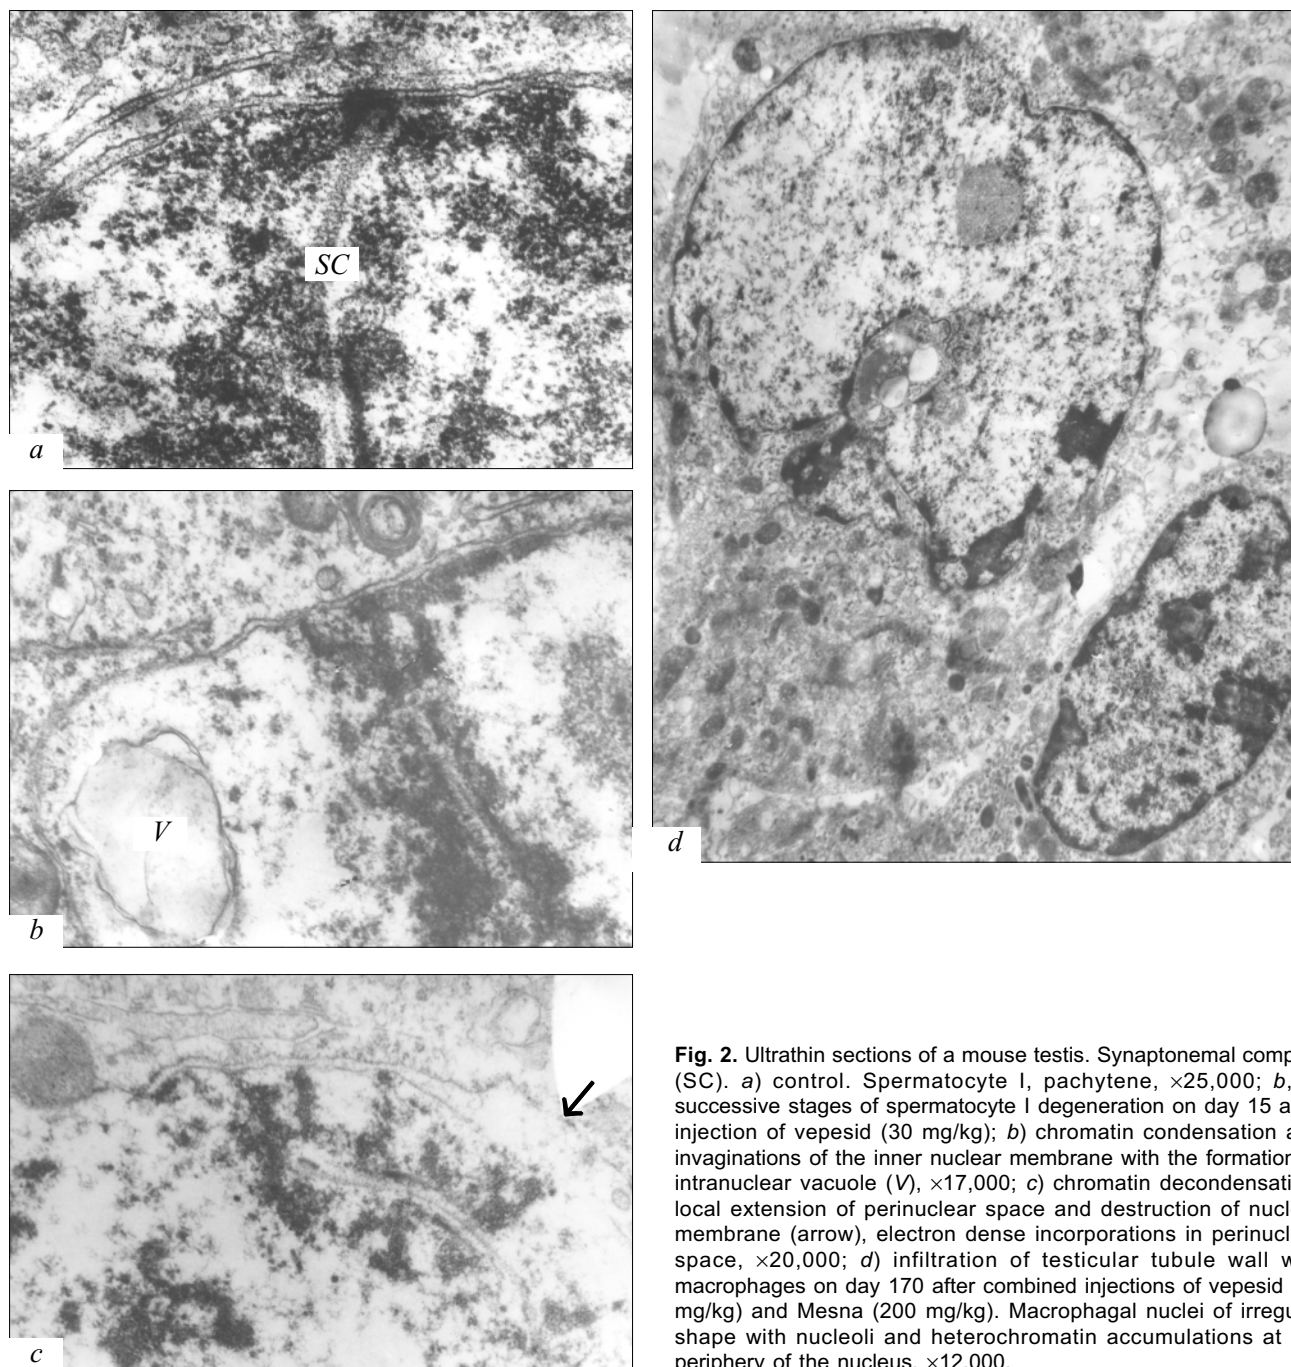 SC
a
V
b
c
d
Fig. 2. Ultrathin sections of a mouse testis. Synaptonemal comp
(SC). a) control. Spermatocyte I, pachytene, ×25,000; b,
successive stages of spermatocyte I degeneration on day 15 a
injection of vepesid (30 mg/kg); b) chromatin condensation a
invaginations of the inner nuclear membrane with the formation
intranuclear vacuole (V), ×17,000; c) chromatin decondensati
local extension of perinuclear space and destruction of nucle
membrane (arrow), electron dense incorporations in perinucl
space, ×20,000; d) infiltration of testicular tubule wall w
macrophages on day 170 after combined injections of vepesid
mg/kg) and Mesna (200 mg/kg). Macrophagal nuclei of irregu
shape with nucleoli and heterochromatin accumulations at
periphery of the nucleus, ×12,000.